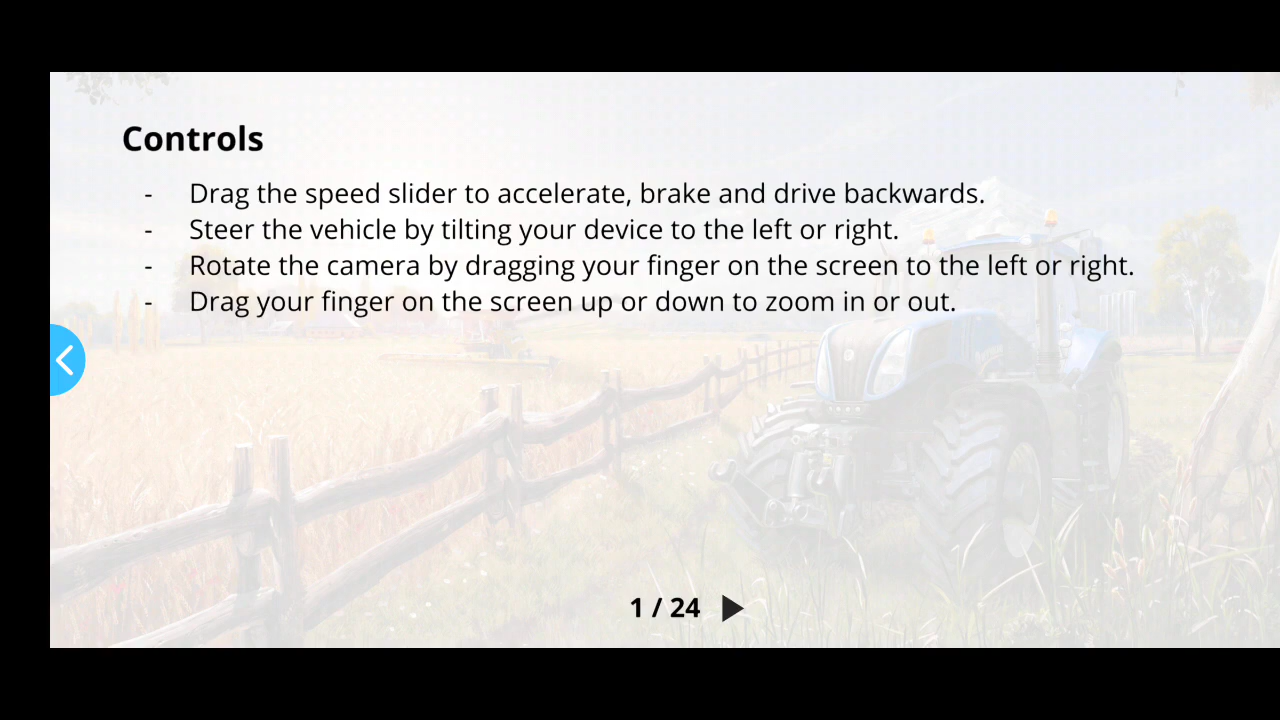 Controls
- Drag the speed slider to accelerate, brake and drive backwards.
- Steer the vehicle by tilting your device to the left or right.
- Rotate the camera by dragging your finger on the screen to the left or right.
- Drag your finger on the screen up or down to zoom in or out.
1 / 24